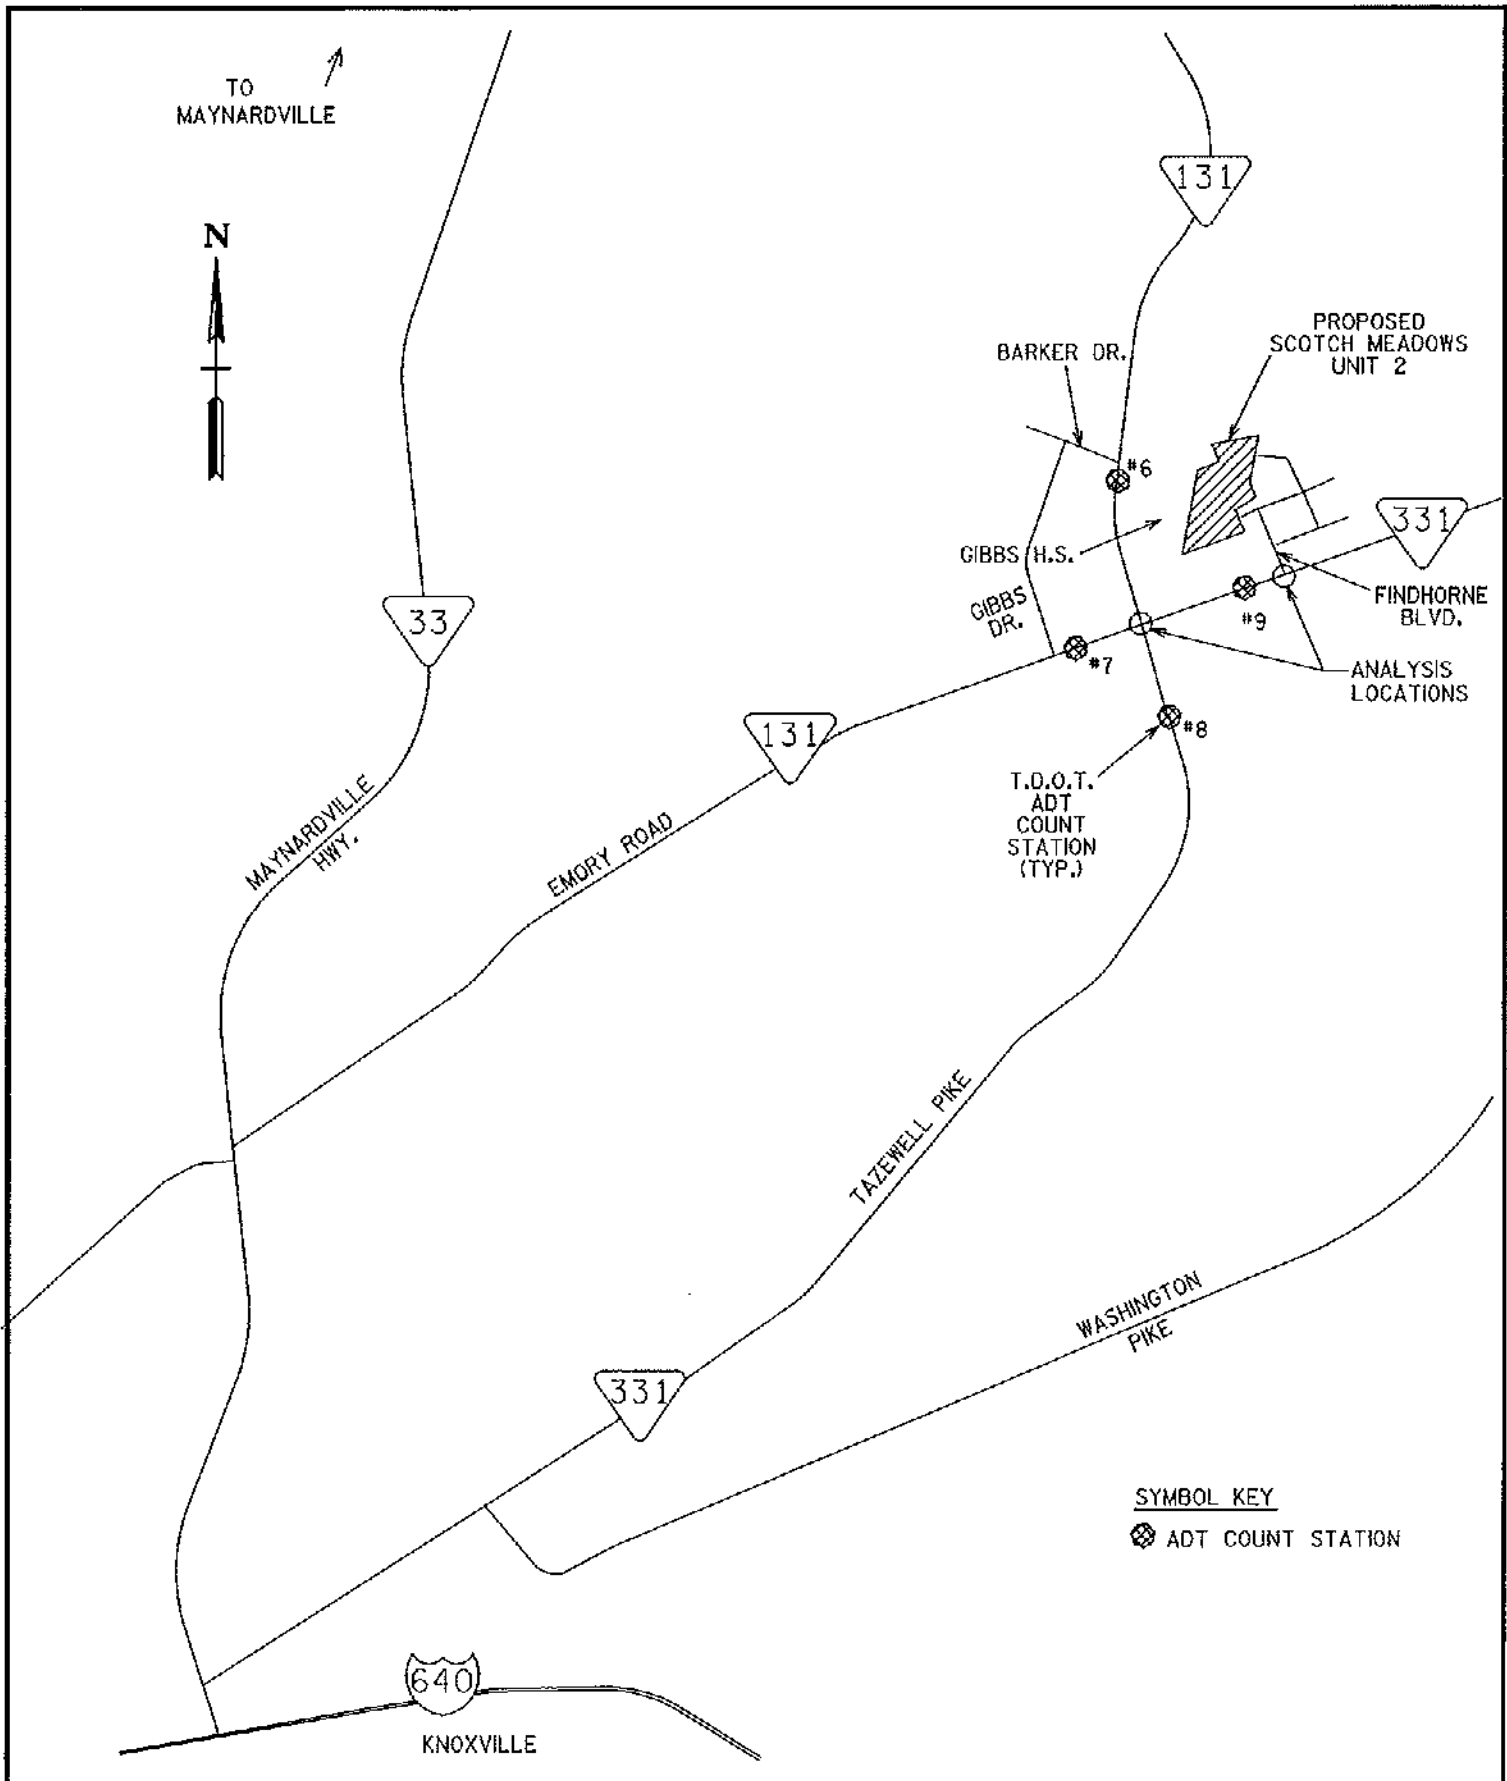 TO
MAYNARDVILLE
N
131
PROPOSED
SCOTCH MEADOWS
UNIT 2
BARKER DR.
#6
331
GIBBS H.S.
GIBBS
DR.
FINDHORNE
BLVD.
#9
#7
33
ANALYSIS
LOCATIONS
131
#8
T.D.O.T.
ADT
COUNT
STATION
(TYP.)
MAYNARDVILLE
HWY.
EMORY ROAD
TAZEWELL PIKE
WASHINGTON
PIKE
331
SYMBOL KEY
ADT COUNT STATION
640
KNOXVILLE